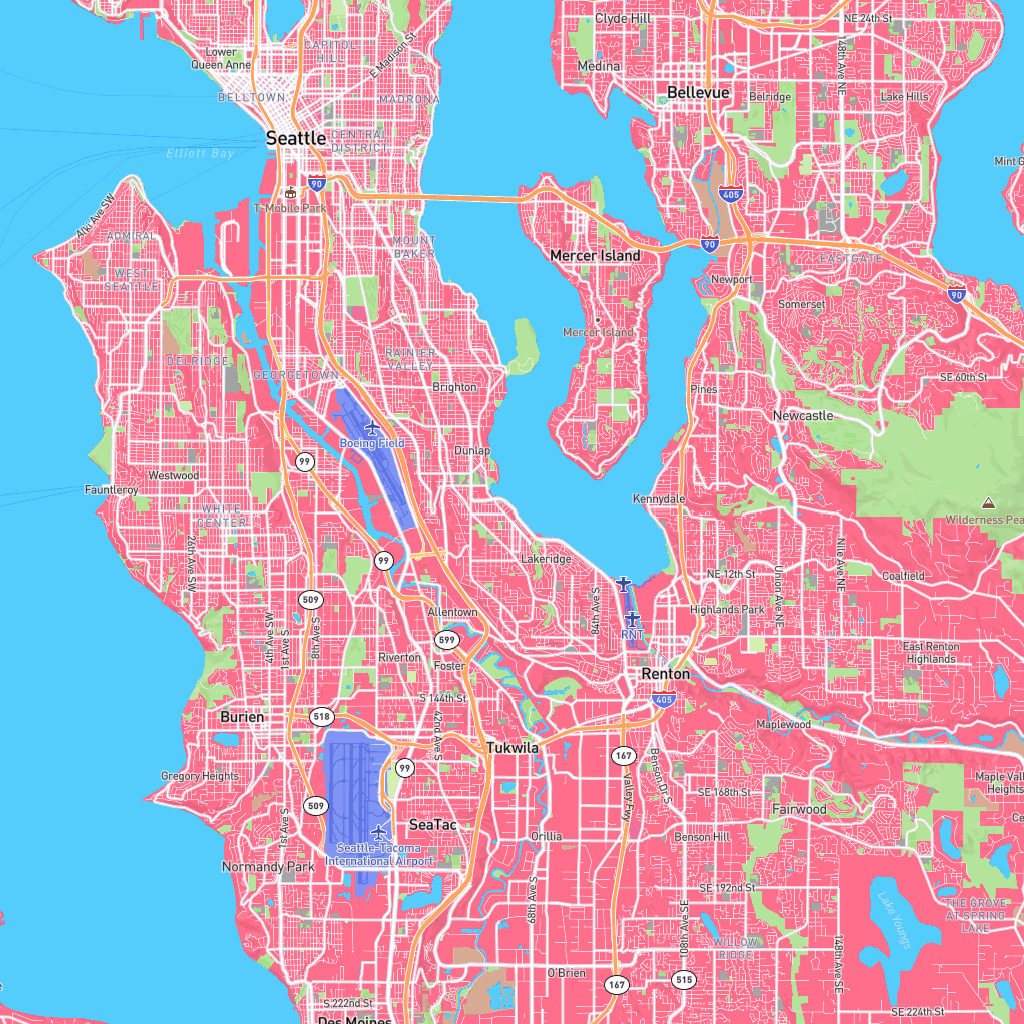 Clyde Hill
NE 24th St
CAPITOL
HILL
Lower
Queen Anne
E Madison St
148th Ave NE
Medina
BELLTOWN
MADRONA
Bellevue
Belridge
Lake Hills
Seattle
CENTRAL
DISTRICT
Elliott Bay
90
405
T-Mobile Park
Alki Ave SW
ADMIRAL
MOUNT
BAKER
90
Mercer Island
EASTGATE
WEST
SEATTLE
Newport
90
Somerset
Mercer Island
DELRIDGE
RAINIER
VALLEY
GEORGETOWN
SE 60th St
Brighton
Pines
Newcastle
Boeing Field
Dunlap
99
Westwood
Fauntleroy
Kennydale
WHITE
CENTER
Wilderness Pea
26th Ave SW
99
Lakeridge
NE 12th St
Union Ave NE
Nile Ave NE
Coalfield
509
84th Ave S
Highlands Park
Allentown
4th Ave SW
1st Ave S
8th Ave S
599
RNT
East Renton
Highlands
Riverton
Foster
Renton
S 144th St
405
Burien
518
42nd Ave S
Maplewood
Tukwila
167
Benson Dr S
99
Gregory Heights
Maple Vall
Heights
Valley Fwy
SE 168th St
509
Fairwood
1st Ave S
SeaTac
Orillia
Benson Hill
Ce
Seattle-Tacoma
International Airport
Normandy Park
68th Ave S
SE 192nd St
108th Ave SE
THE GROVE
AT SPRING
LAKE
Lake Youngs
WILLOW
RIDGE
148th Ave SE
O'Brien
515
167
S 222nd St
SE 224th St
Des Moines
Mint G